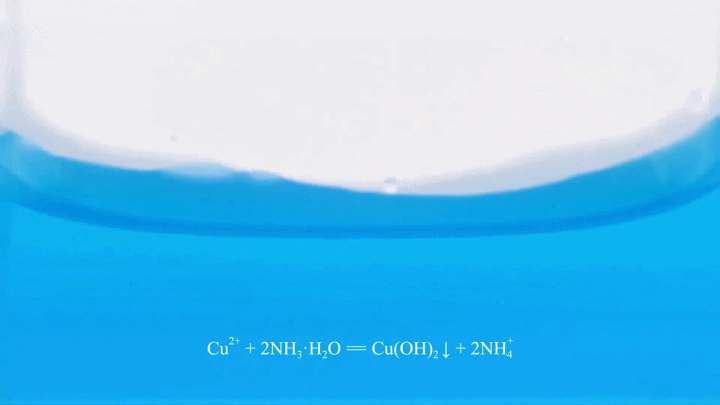 Cu²⁺ + 2NH₃·H₂O ══ Cu(OH)₂↓ + 2NH₄⁺